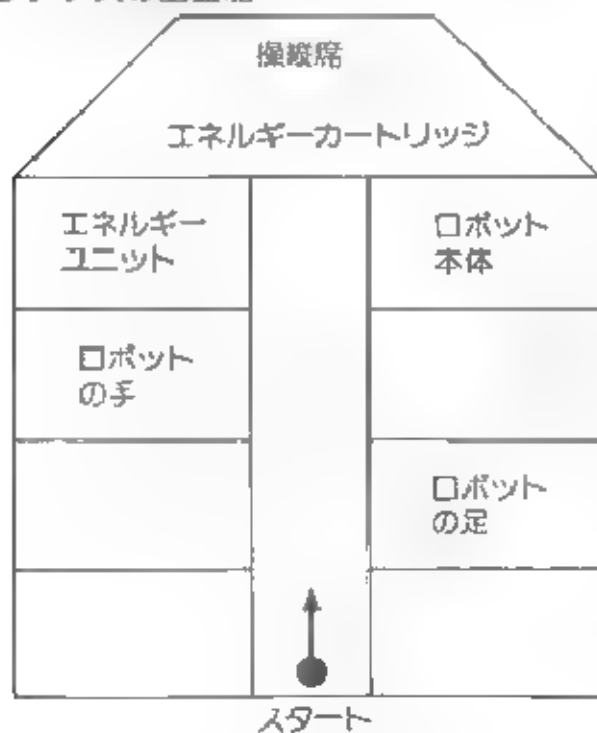 操縦席
エネルギーカートリッジ
エネルギー
ユニット
ロボット
本体
ロボット
の手
ロボット
の足
スタート